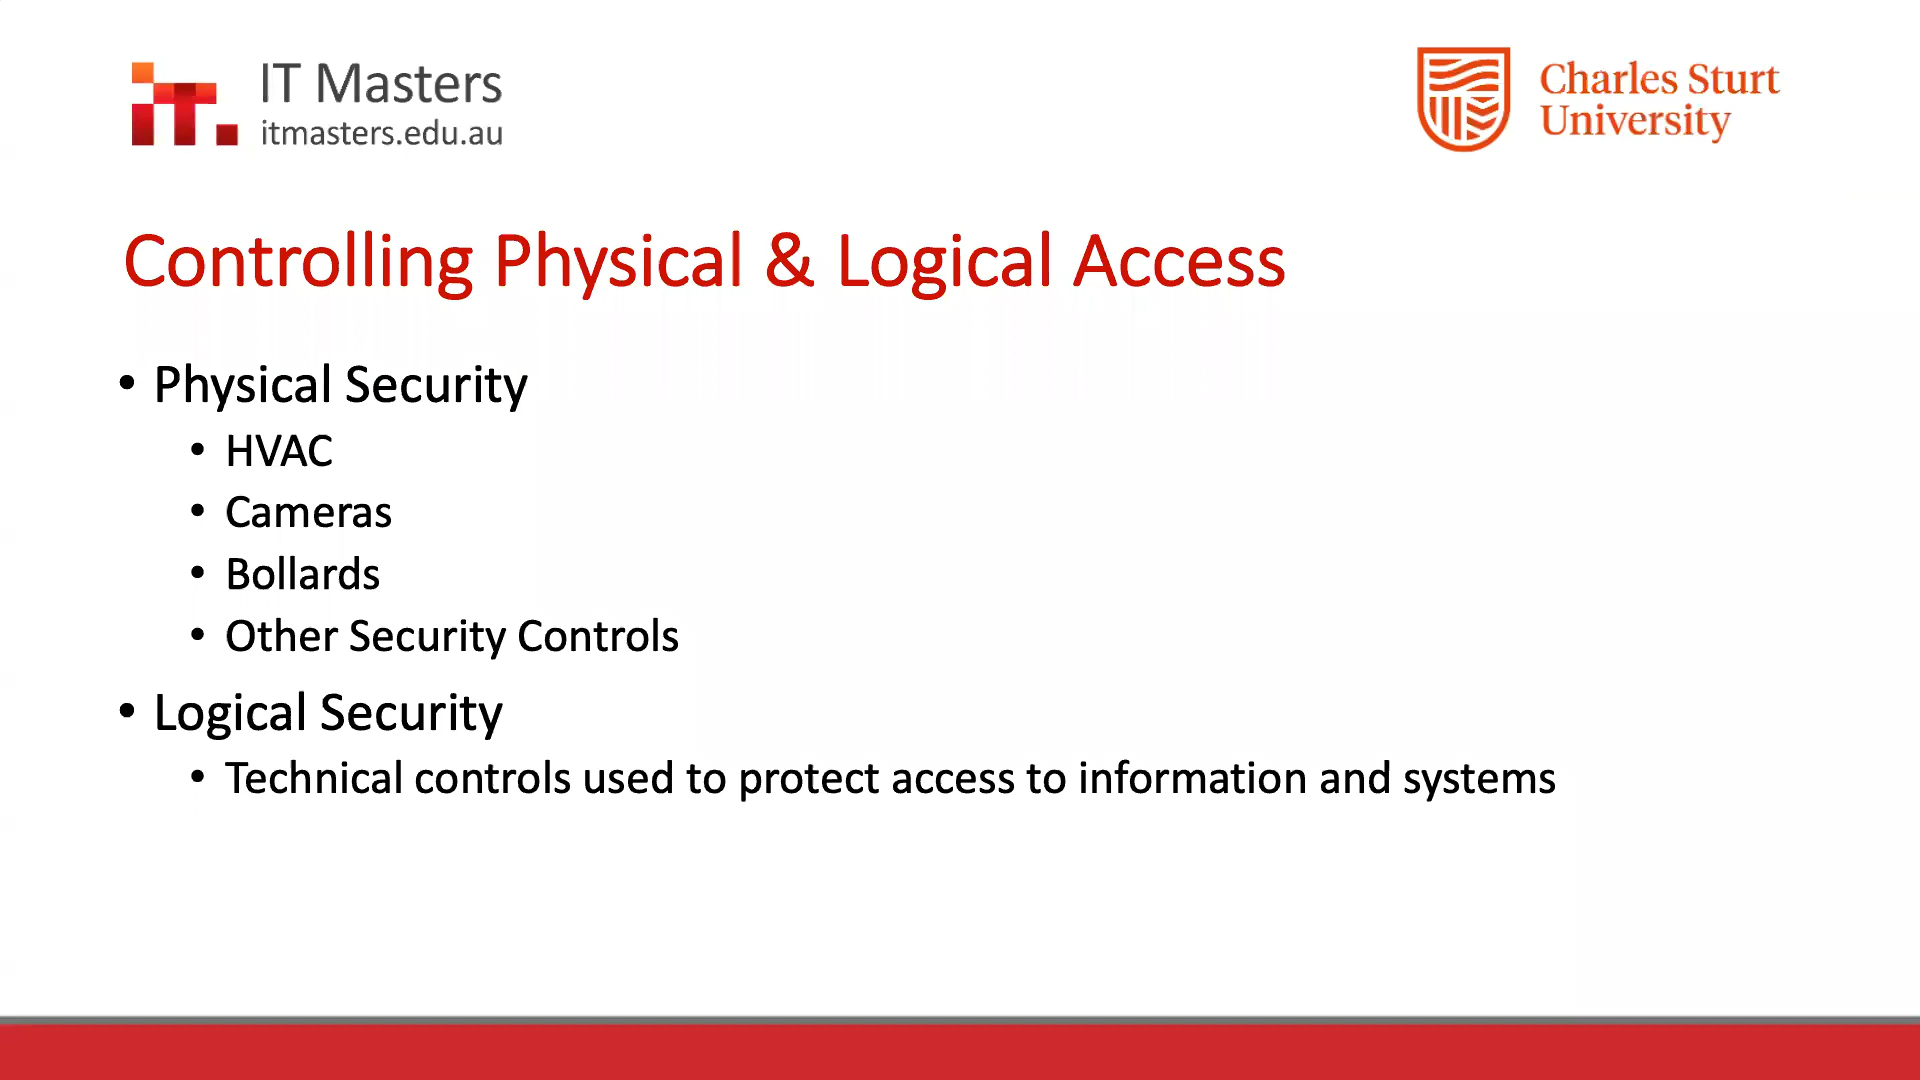 IT Masters
itmasters.edu.au
Charles Sturt
University
Controlling Physical & Logical Access
• Physical Security
• HVAC
• Cameras
• Bollards
• Other Security Controls
• Logical Security
• Technical controls used to protect access to information and systems